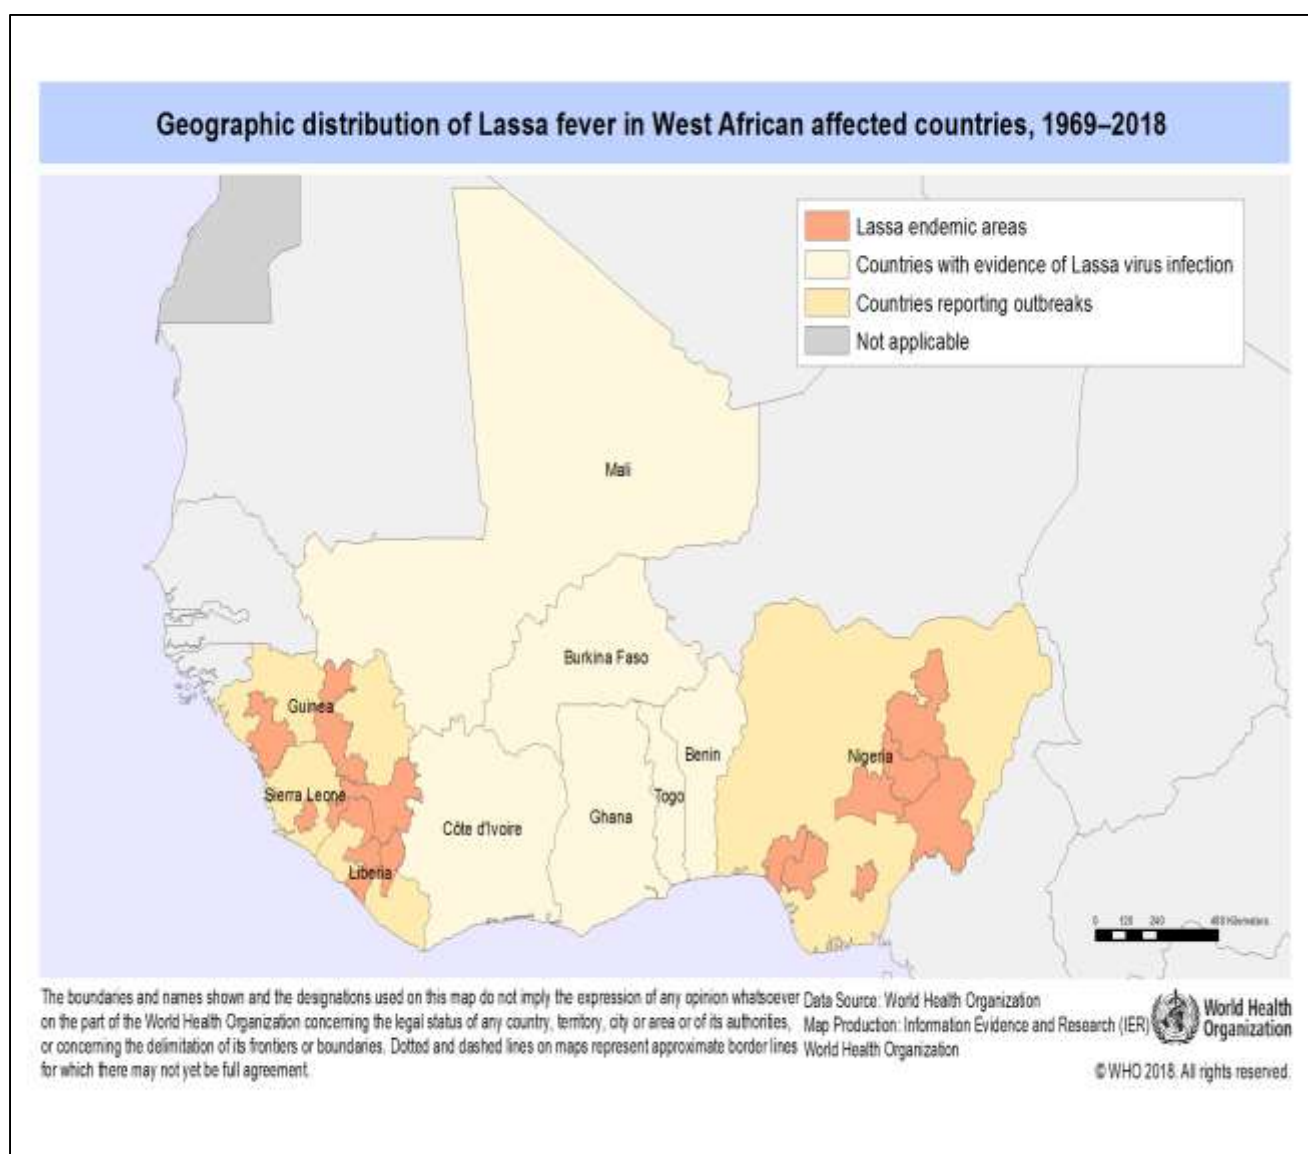 Geographic distribution of Lassa fever in West African affected countries, 1969–2018
Lassa endemic areas
Countries with evidence of Lassa virus infection
Countries reporting outbreaks
Not applicable
Mali
Burkina Faso
Guinea
Benin
Nigeria
Sierra Leone
Togo
Ghana
Côte d'Ivoire
Liberia
0 120 240 480 Kilometers
The boundaries and names shown and the designations used on this map do not imply the expression of any opinion whatsoever
on the part of the World Health Organization concerning the legal status of any country, territory, city or area or of its authorities,
or concerning the delimitation of its frontiers or boundaries. Dotted and dashed lines on maps represent approximate border lines
for which there may not yet be full agreement.
Data Source: World Health Organization
Map Production: Information Evidence and Research (IER)
World Health Organization
World Health
Organization
© WHO 2018. All rights reserved.